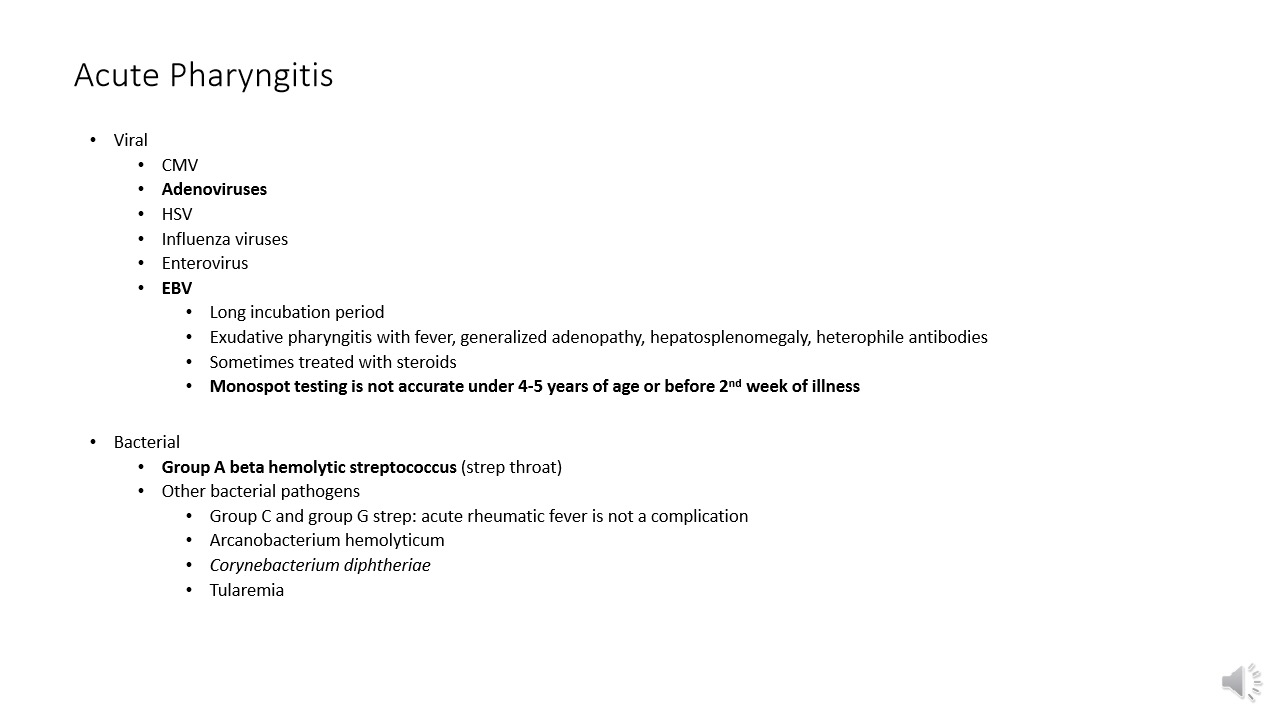 Acute Pharyngitis
• Viral
• CMV
• Adenoviruses
• HSV
• Influenza viruses
• Enterovirus
• EBV
• Long incubation period
• Exudative pharyngitis with fever, generalized adenopathy, hepatosplenomegaly, heterophile antibodies
• Sometimes treated with steroids
• Monospot testing is not accurate under 4-5 years of age or before 2nd week of illness
• Bacterial
• Group A beta hemolytic streptococcus (strep throat)
• Other bacterial pathogens
• Group C and group G strep: acute rheumatic fever is not a complication
• Arcanobacterium hemolyticum
• Corynebacterium diphtheriae
• Tularemia